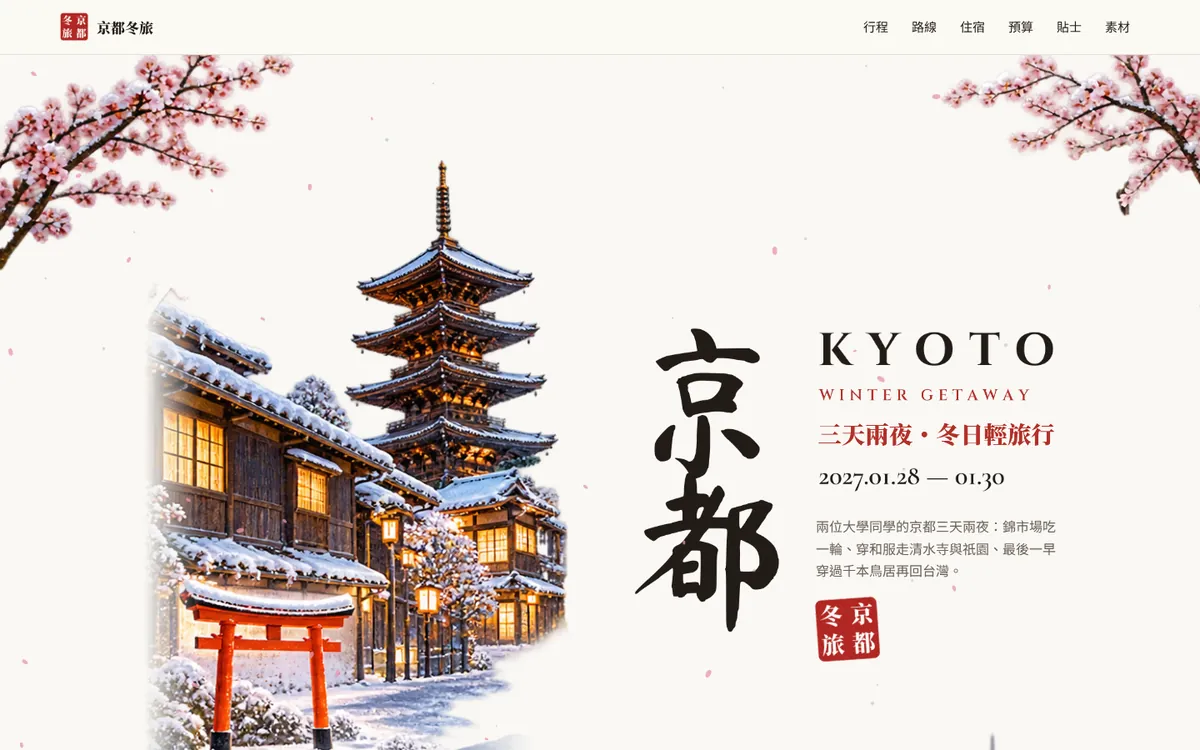 京都冬旅
京都冬旅
行程
路線
住宿
預算
貼士
素材
京都
KYOTO
WINTER GETAWAY
三天兩夜・冬日輕旅行
2027.01.28 — 01.30
兩位大學同學的京都三天兩夜：錦市場吃
一輪、穿和服走清水寺與祇園、最後一早
穿過千本鳥居再回台灣。
京都冬旅